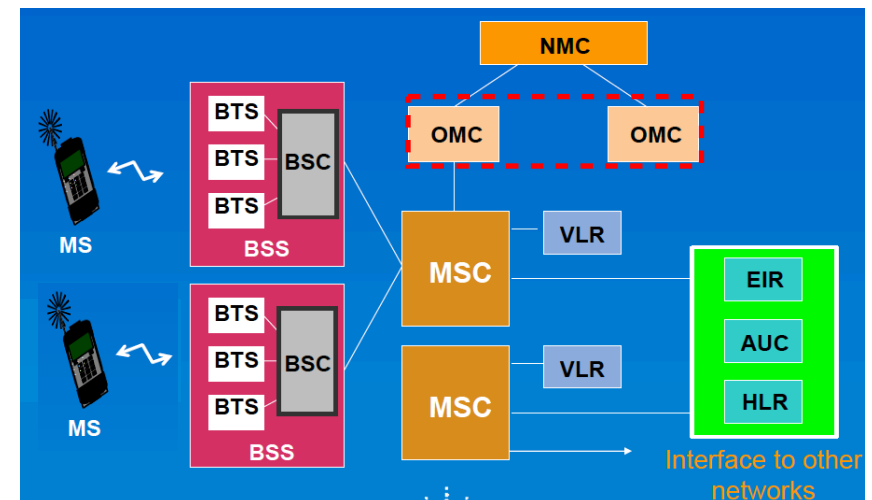 NMC
OMC
OMC
BTS
BTS
BTS
BSC
BSS
MS
BTS
BTS
BTS
BSC
BSS
MS
MSC
VLR
MSC
VLR
EIR
AUC
HLR
Interface to other
networks